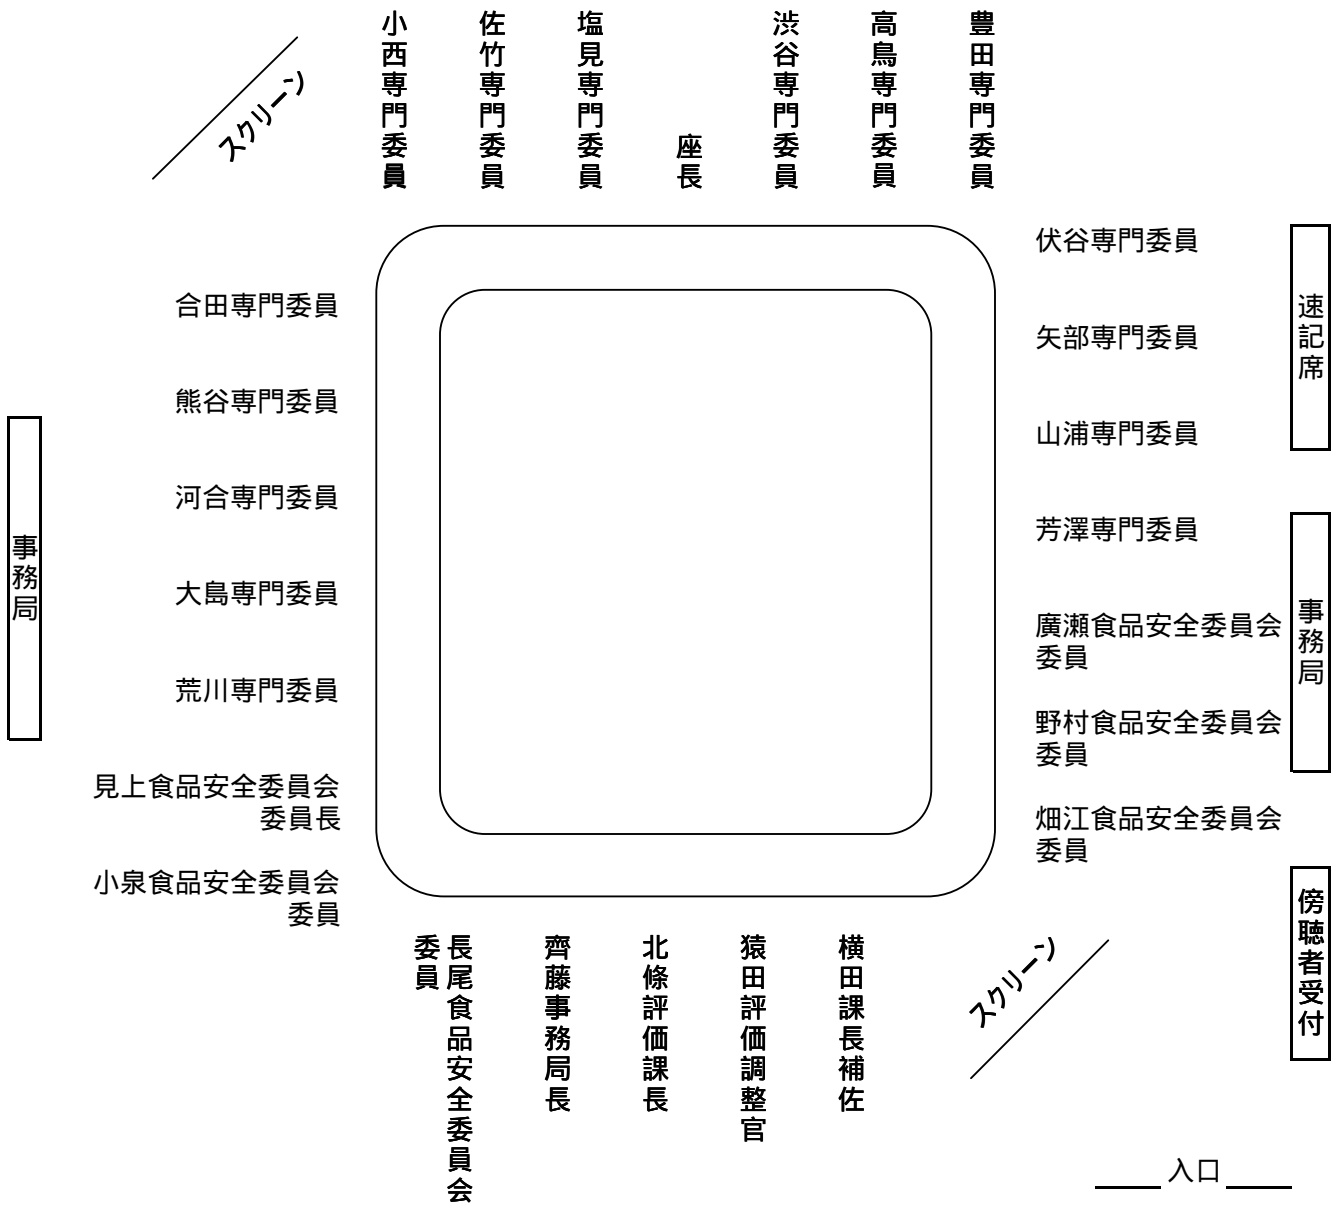 スクリーン
小西専門委員
佐竹専門委員
塩見専門委員
座長
渋谷専門委員
高鳥専門委員
豊田専門委員
合田専門委員
熊谷専門委員
河合専門委員
大島専門委員
荒川専門委員
見上食品安全委員会
委員長
小泉食品安全委員会
委員
事務局
伏谷専門委員
矢部専門委員
山浦専門委員
芳澤専門委員
廣瀬食品安全委員会
委員
野村食品安全委員会
委員
畑江食品安全委員会
委員
速記席
事務局
傍聴者受付
長尾食品安全委員会
委員
齊藤事務局長
北條評価課長
猿田評価調整官
横田課長補佐
スクリーン
入口